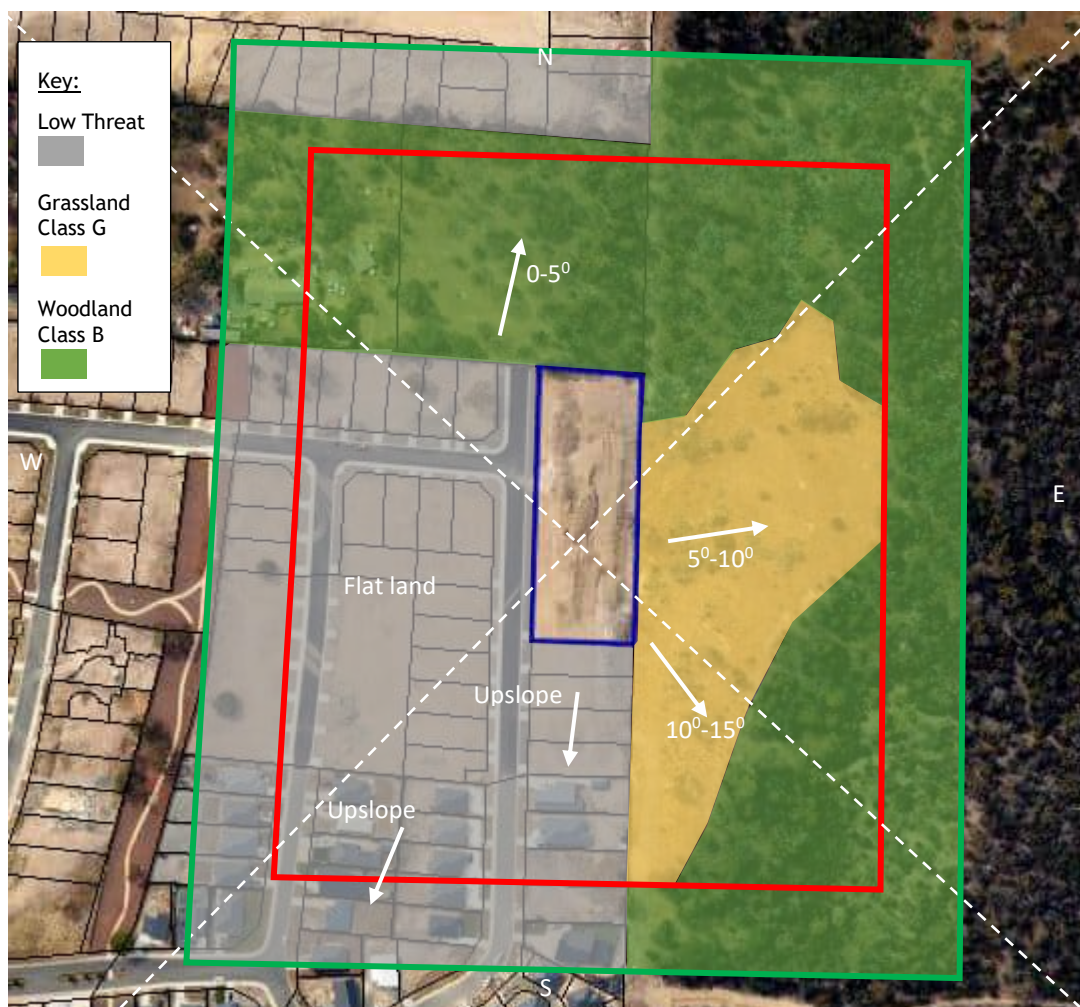 N
Key:
Low Threat
Grassland
Class G
Woodland
Class B
0-5⁰
W
E
5⁰-10⁰
Flat land
Upslope
10⁰-15⁰
Upslope
S